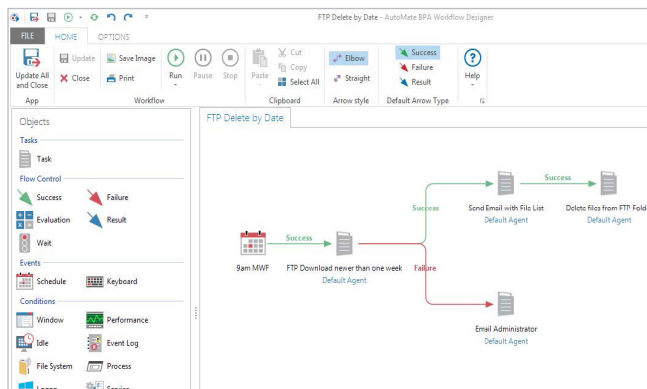 FTP Delete by Date - AutoMate BPA Workflow Designer
FILE HOME OPTIONS
Update All and Close
Update
Close
Save Image
Print
Run
Pause
Stop
Paste
Cut
Copy
Select All
Elbow
Straight
Success
Failure
Result
Help
App Workflow Clipboard Arrow style Default Arrow Type
Objects
FTP Delete by Date
Tasks
Task
Flow Control
Success Failure
Evaluation Result
Wait
Events
Schedule Keyboard
Conditions
Window Performance
Idle Event Log
File System Process
Logon Service
Success
Success
Success
Send Email with File List
Default Agent
Delete files from FTP Fold
Default Agent
9am MWF
FTP Download newer than one week
Default Agent
Failure
Email Administrator
Default Agent